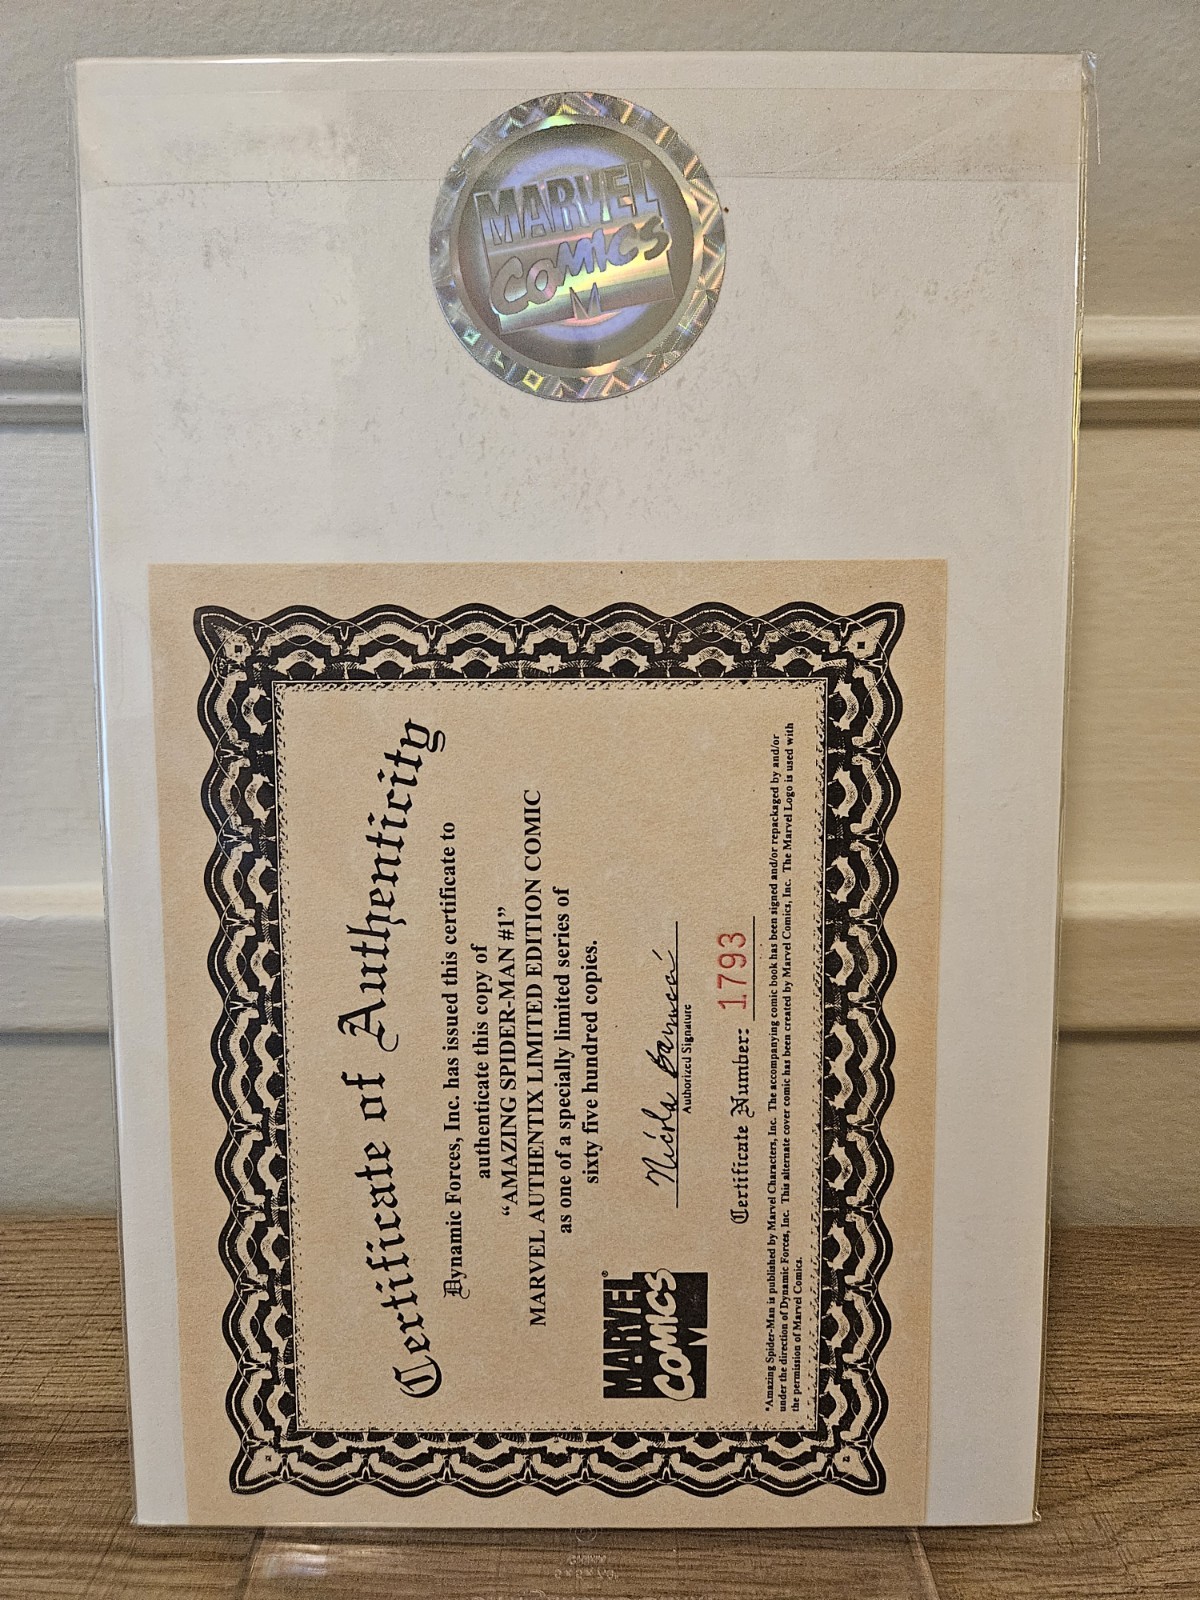 MARVEL
COMICS
M
Certificate of Authenticity
Dynamic Forces, Inc. has issued this certificate to
authenticate this copy of
"AMAZING SPIDER-MAN #1"
MARVEL AUTHENTIX LIMITED EDITION COMIC
as one of a specially limited series of
sixty five hundred copies.
MARVEL®
COMICS
M
Nicola Barrucci
Authorized Signature
Certificate Number: 1793
*Amazing Spider-Man is published by Marvel Characters, Inc. The accompanying comic book has been signed and/or repackaged by and/or
under the direction of Dynamic Forces, Inc. This alternate cover comic has been created by Marvel Comics, Inc. The Marvel Logo is used with
the permission of Marvel Comics.